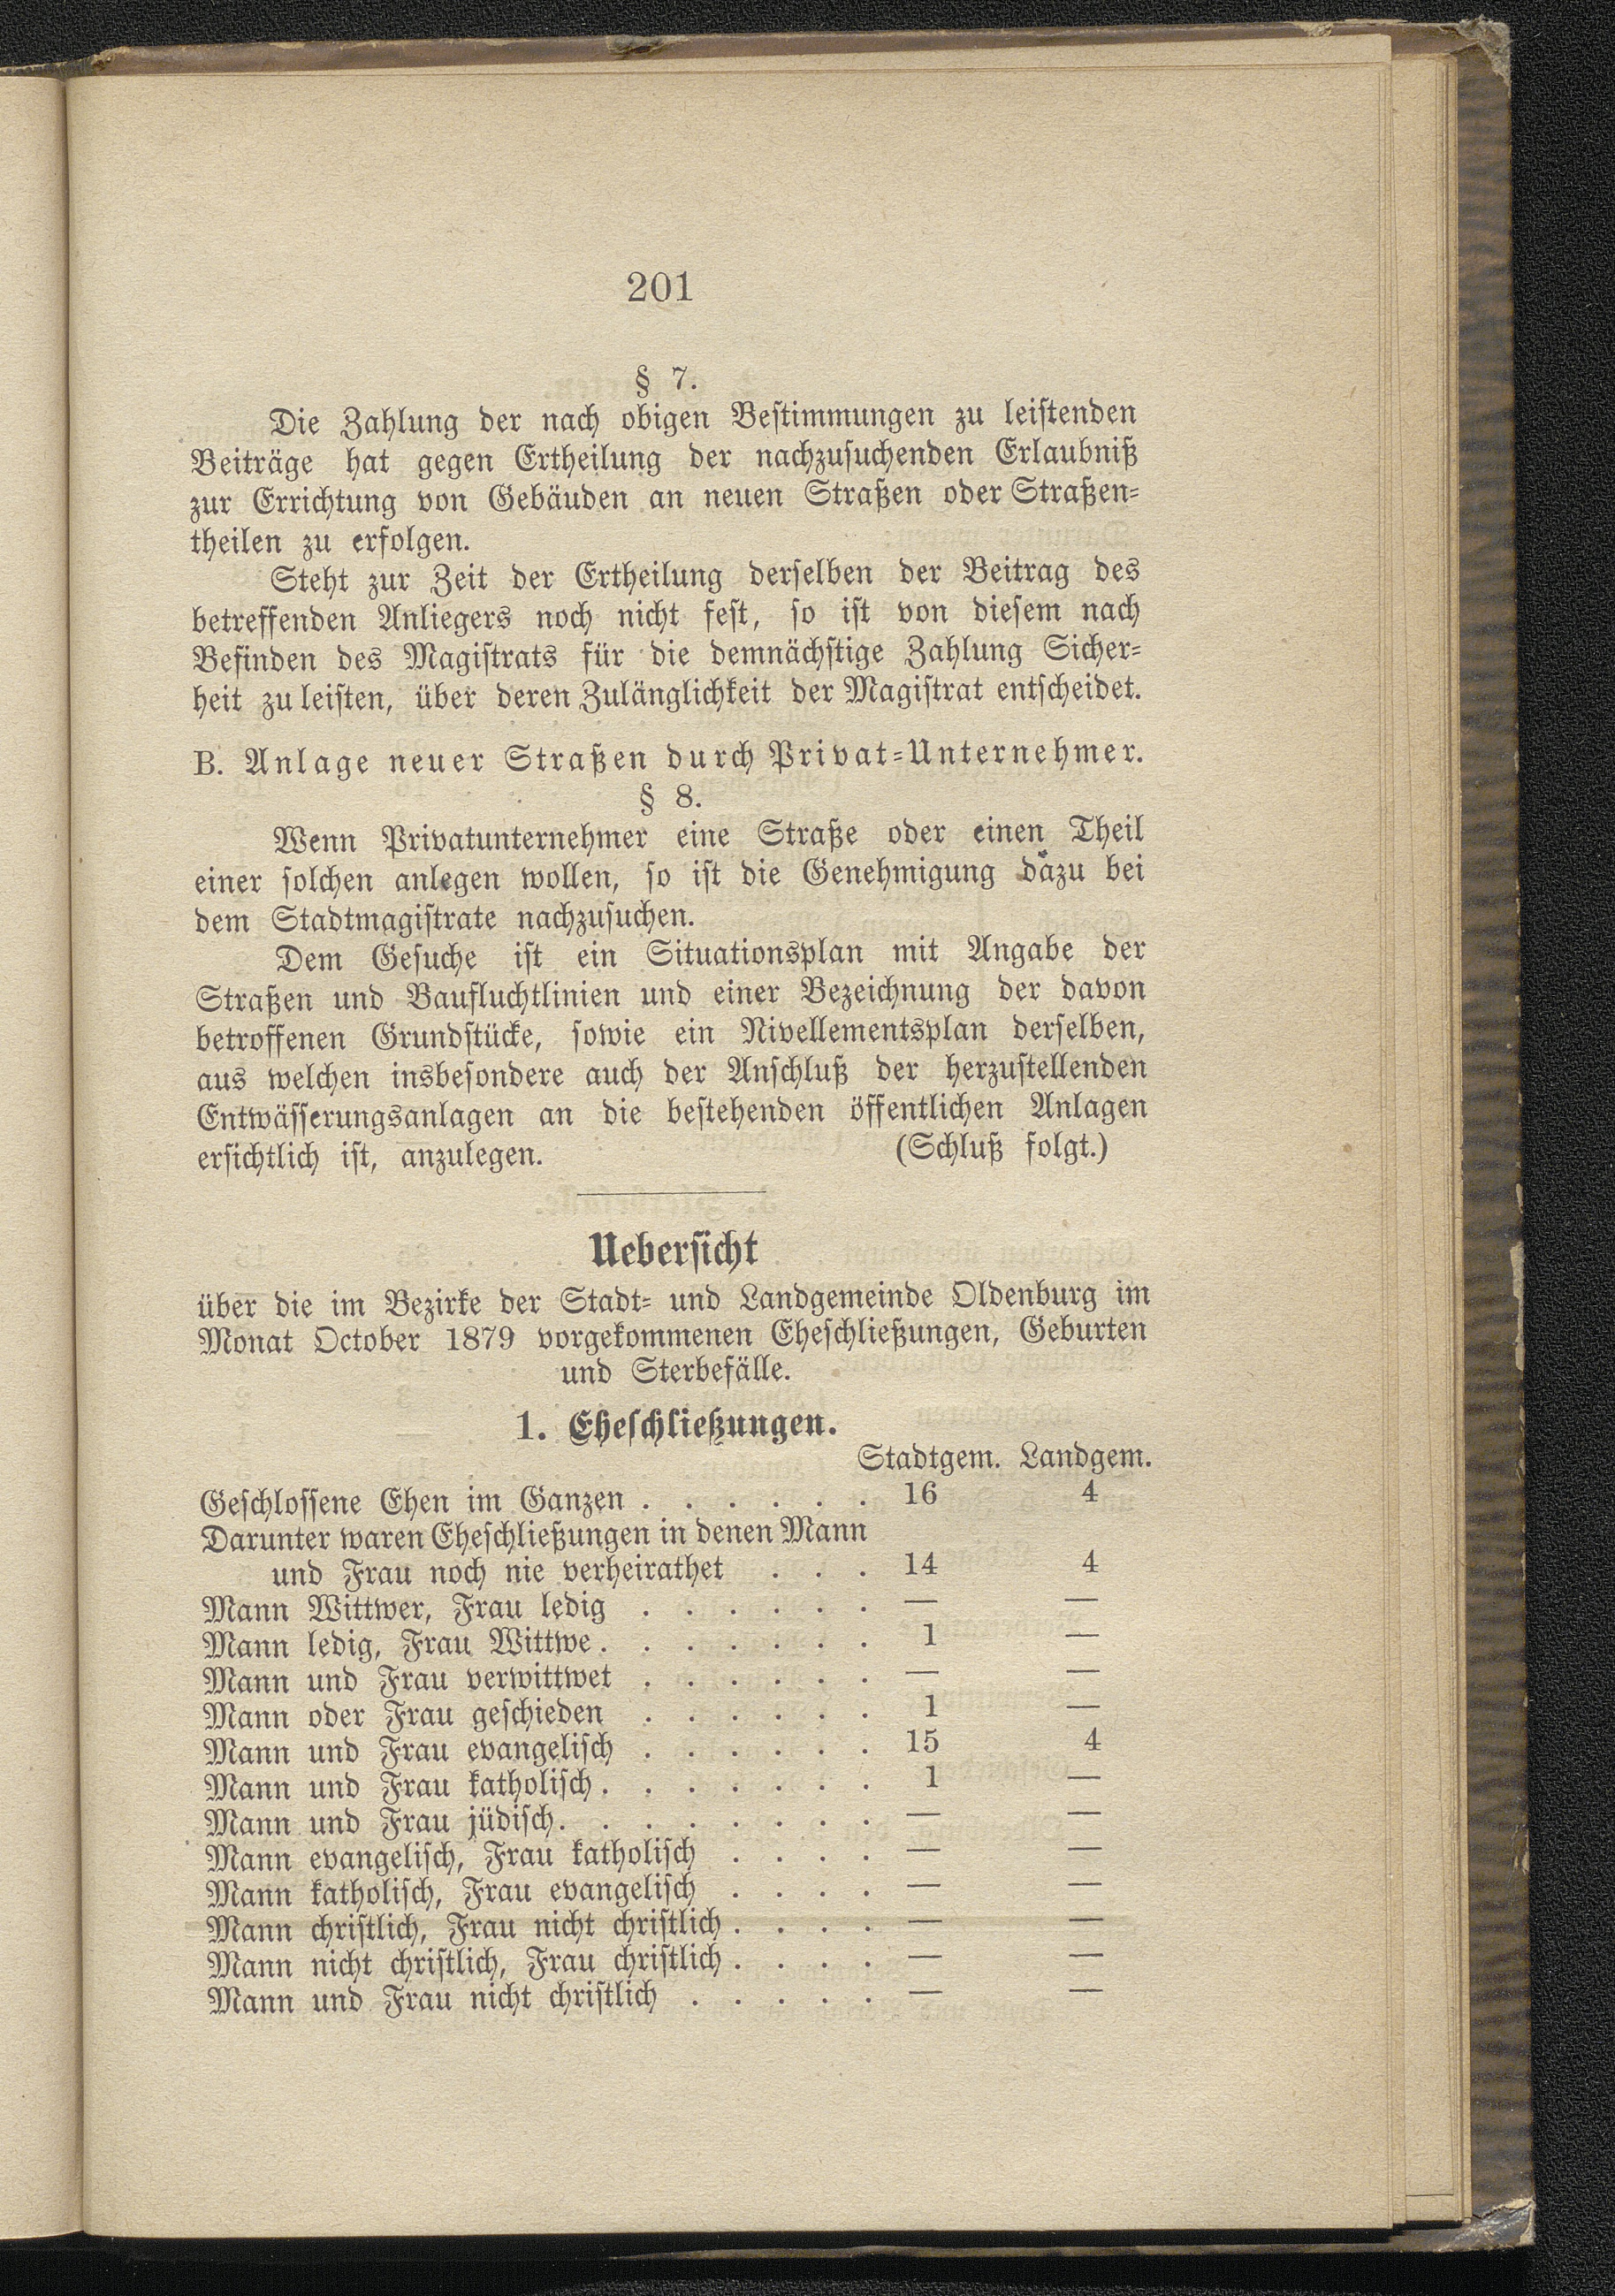 201
§ 7.
Die Zahlung der nach obigen Bestimmungen zu leistenden
Beiträge hat gegen Ertheilung der nachzusuchenden Erlaubniß
zur Errichtung von Gebäuden an neuen Straßen oder Straßen-
theilen zu erfolgen.
Steht zur Zeit der Ertheilung derselben der Beitrag des
betreffenden Anliegers noch nicht fest, so ist von diesem nach
Befinden des Magistrats für die demnächstige Zahlung Sicher-
heit zu leisten, über deren Zulänglichkeit der Magistrat entscheidet.
B. Anlage neuer Straßen durch Privat-Unternehmer.
§ 8.
Wenn Privatunternehmer eine Straße oder einen Theil
einer solchen anlegen wollen, so ist die Genehmigung dazu bei
dem Stadtmagistrate nachzusuchen.
Dem Gesuche ist ein Situationsplan mit Angabe der
Straßen und Baufluchtlinien und einer Bezeichnung der davon
betroffenen Grundstücke, sowie ein Nivellementsplan derselben,
aus welchen insbesondere auch der Anschluß der herzustellenden
Entwässerungsanlagen an die bestehenden öffentlichen Anlagen
ersichtlich ist, anzulegen. (Schluß folgt.)
Uebersicht
über die im Bezirke der Stadt- und Landgemeinde Oldenburg im
Monat October 1879 vorgekommenen Eheschließungen, Geburten
und Sterbefälle.
1. Eheschließungen.
Stadtgem. Landgem.
Geschlossene Ehen im Ganzen . . . . . . 16 4
Darunter waren Eheschließungen in denen Mann
und Frau noch nie verheirathet . . . 14 4
Mann Wittwer, Frau ledig . . . . . . — —
Mann ledig, Frau Wittwe . . . . . . . 1 —
Mann und Frau verwittwet . . . . . . — —
Mann oder Frau geschieden . . . . . . 1 —
Mann und Frau evangelisch . . . . . . 15 4
Mann und Frau katholisch . . . . . . . 1 —
Mann und Frau jüdisch . . . . . . . . — —
Mann evangelisch, Frau katholisch . . . . — —
Mann katholisch, Frau evangelisch . . . . — —
Mann christlich, Frau nicht christlich . . . . — —
Mann nicht christlich, Frau christlich . . . . — —
Mann und Frau nicht christlich . . . . . — —